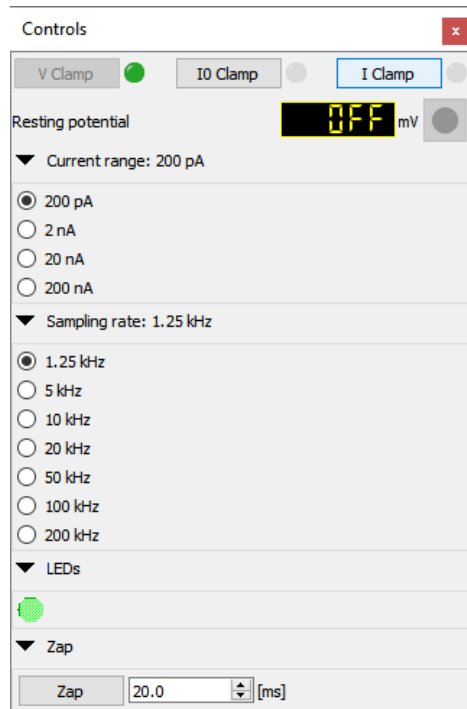 Controls x
V Clamp I0 Clamp I Clamp
Resting potential OFF mV
Current range: 200 pA
200 pA
2 nA
20 nA
200 nA
Sampling rate: 1.25 kHz
1.25 kHz
5 kHz
10 kHz
20 kHz
50 kHz
100 kHz
200 kHz
LEDs
Zap
Zap 20.0 [ms]